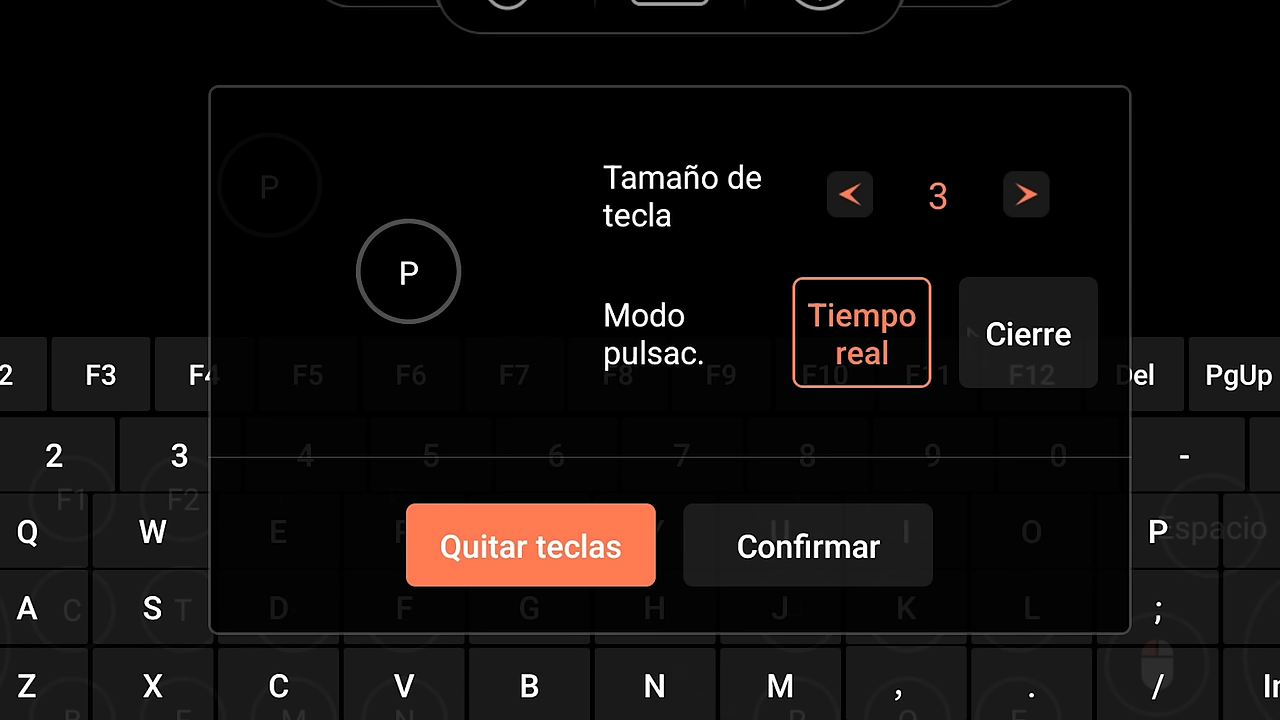 P
Tamaño de
tecla
3
P
Modo
pulsac.
Tiempo
real
Cierre
2 F3 F4 F5 F6 F7 F8 F9 F10 F11 F12 Del PgUp
2 3 4 5 6 7 8 9 0 -
F1 F2
Q W E U I O P Espacio
Quitar teclas
Confirmar
A C S T D F G H J K L ;
Z X C V B N M , . /